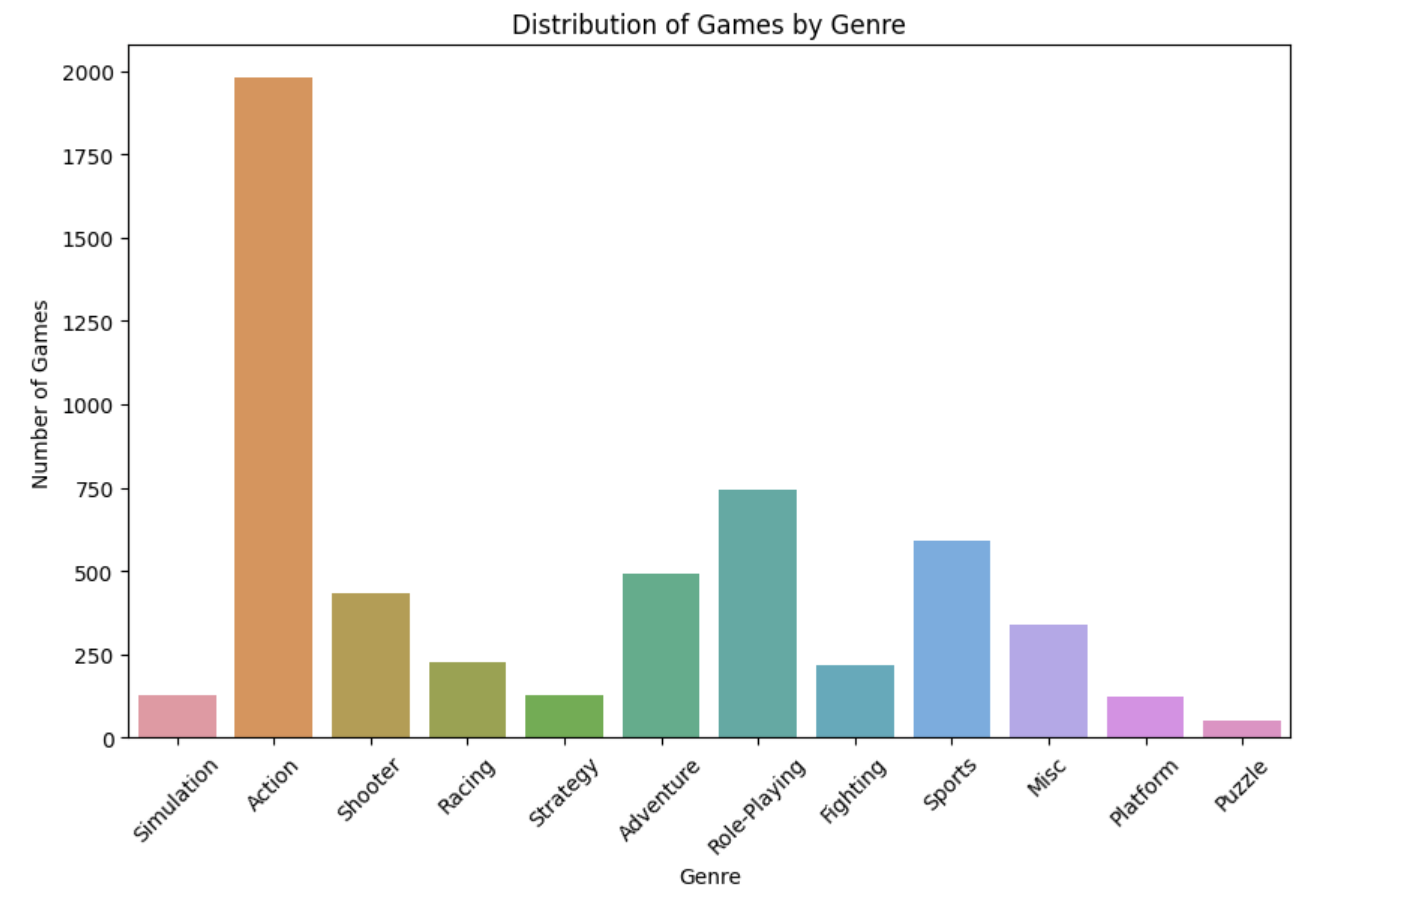 Distribution of Games by Genre
Number of Games
2000
1750
1500
1250
1000
750
500
250
0
Simulation
Action
Shooter
Racing
Strategy
Adventure
Role-Playing
Fighting
Sports
Misc
Platform
Puzzle
Genre